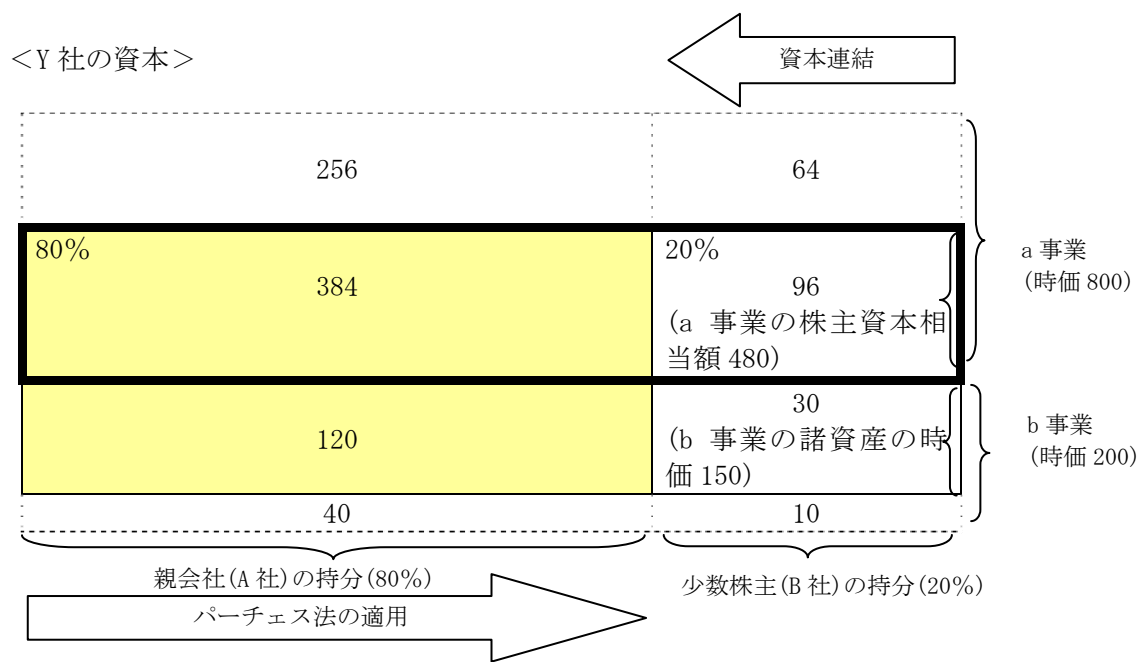 ＜Y 社の資本＞
資本連結
256
64
80％
384
20％
96
(a 事業の株主資本相
当額 480)
a 事業
(時価 800)
120
30
(b 事業の諸資産の時
価 150)
b 事業
(時価 200)
40
10
親会社(A 社)の持分(80％)
少数株主(B 社)の持分(20％)
パーチェス法の適用